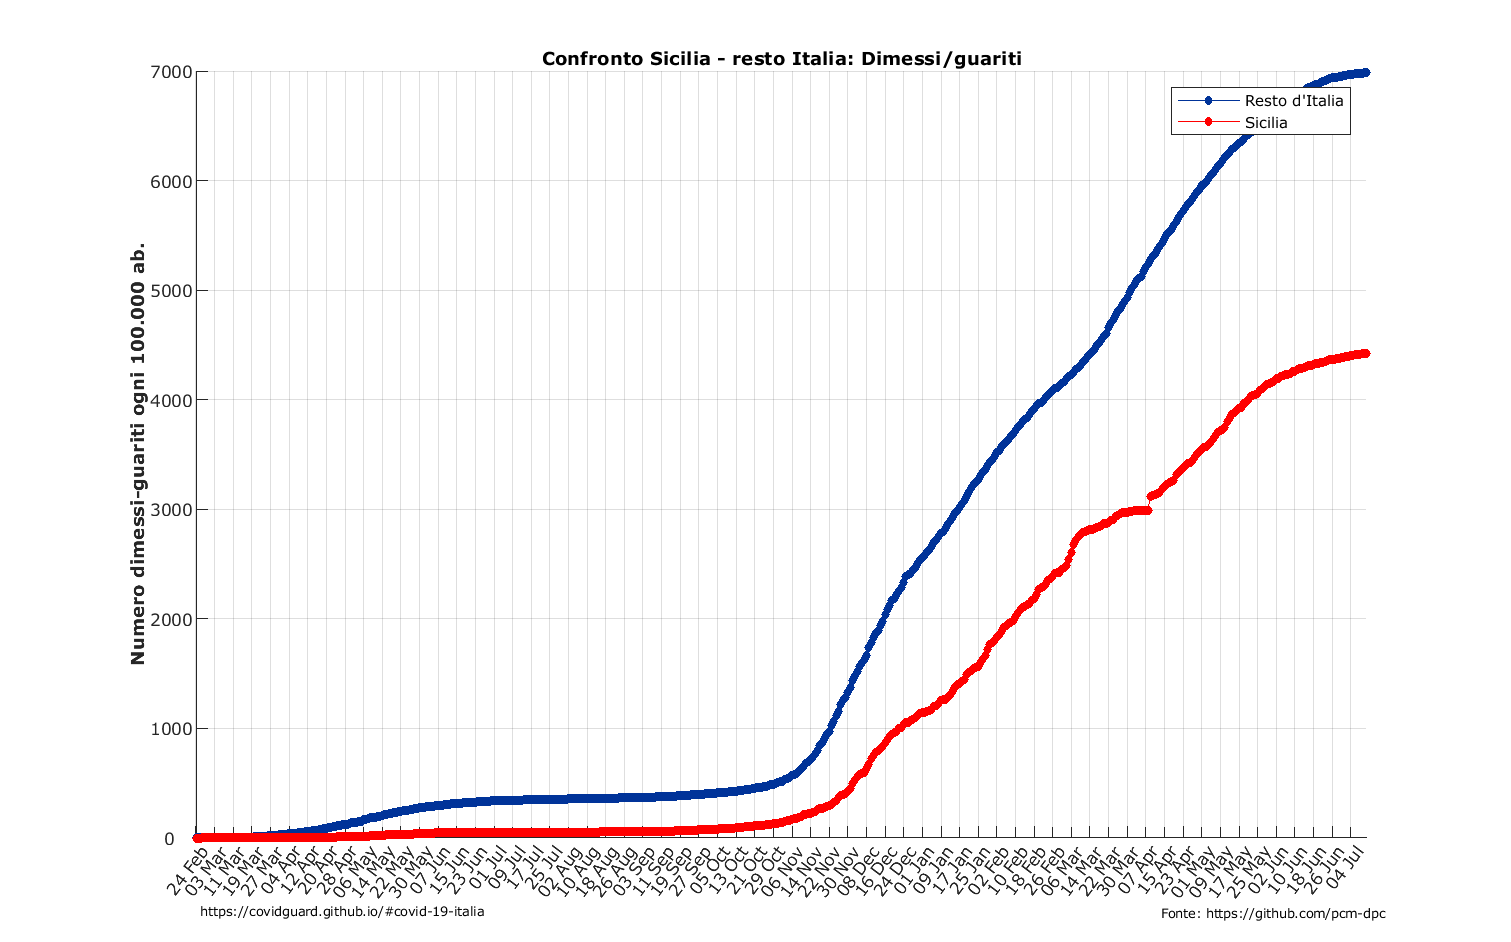 Confronto Sicilia - resto Italia: Dimessi/guariti
Numero dimessi-guariti ogni 100.000 ab.
7000
6000
5000
4000
3000
2000
1000
0
Resto d'Italia
Sicilia
24 Feb
03 Mar
11 Mar
19 Mar
27 Mar
04 Apr
12 Apr
20 Apr
28 Apr
06 May
14 May
22 May
30 May
07 Jun
15 Jun
23 Jun
01 Jul
09 Jul
17 Jul
25 Jul
02 Aug
10 Aug
18 Aug
26 Aug
03 Sep
11 Sep
19 Sep
27 Sep
05 Oct
13 Oct
21 Oct
29 Oct
06 Nov
14 Nov
22 Nov
30 Nov
08 Dec
16 Dec
24 Dec
01 Jan
09 Jan
17 Jan
25 Jan
02 Feb
10 Feb
18 Feb
26 Feb
06 Mar
14 Mar
22 Mar
30 Mar
07 Apr
15 Apr
23 Apr
01 May
09 May
17 May
25 May
02 Jun
10 Jun
18 Jun
26 Jun
04 Jul
https://covidguard.github.io/#covid-19-italia
Fonte: https://github.com/pcm-dpc